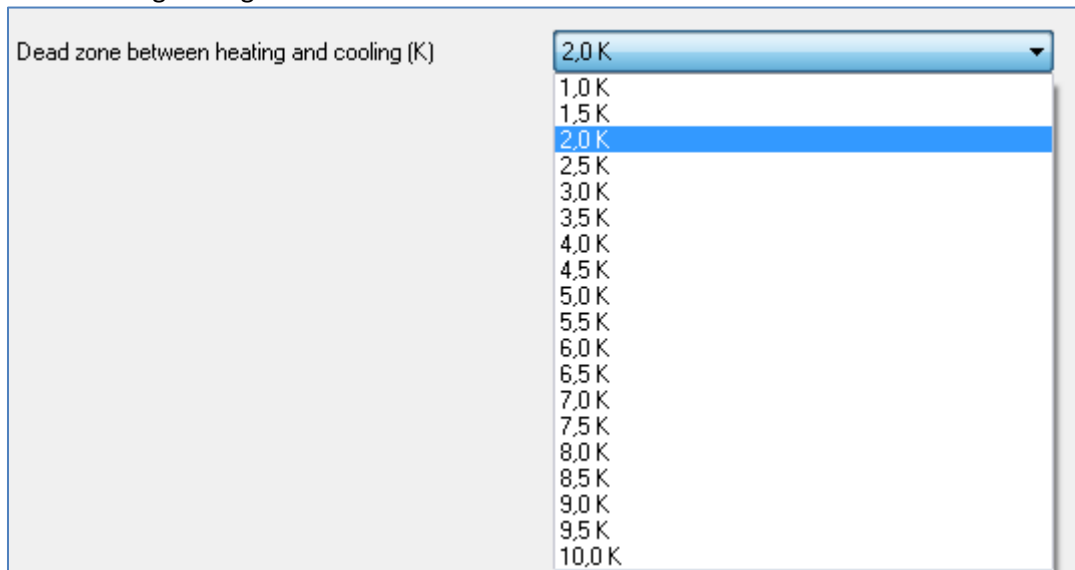 Dead zone between heating and cooling (K)
2,0 K
1,0 K
1,5 K
2,0 K
2,5 K
3,0 K
3,5 K
4,0 K
4,5 K
5,0 K
5,5 K
6,0 K
6,5 K
7,0 K
7,5 K
8,0 K
8,5 K
9,0 K
9,5 K
10,0 K